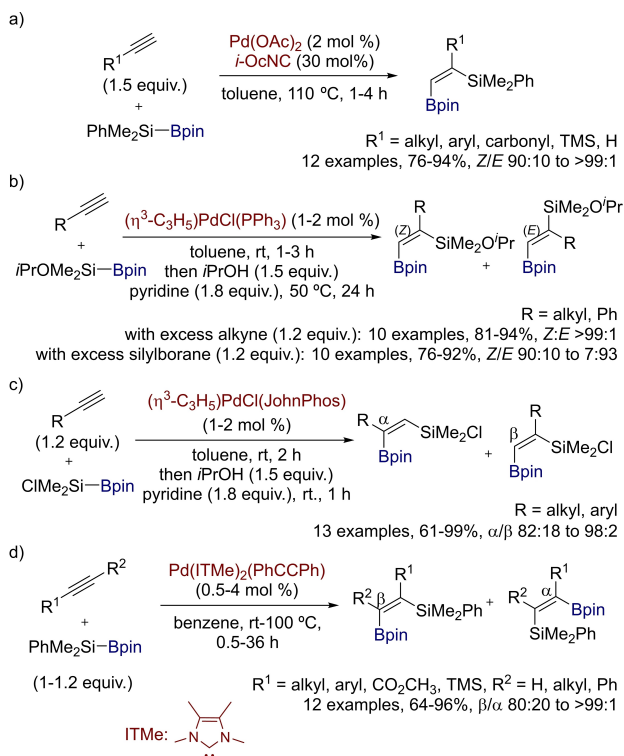 a)
R¹
(1.5 equiv.)
+
PhMe₂Si—Bpin
Pd(OAc)₂ (2 mol %)
i-OcNC (30 mol%)
toluene, 110 ºC, 1-4 h
R¹
SiMe₂Ph
Bpin
R¹ = alkyl, aryl, carbonyl, TMS, H
12 examples, 76-94%, Z/E 90:10 to >99:1
b)
R
+
iPrOMe₂Si—Bpin
(η³-C₃H₅)PdCl(PPh₃) (1-2 mol %)
toluene, rt, 1-3 h
then iPrOH (1.5 equiv.)
pyridine (1.8 equiv.), 50 ºC, 24 h
R
(Z)
SiMe₂OⁱPr
Bpin
+
SiMe₂OⁱPr
(E)
R
Bpin
R = alkyl, Ph
with excess alkyne (1.2 equiv.): 10 examples, 81-94%, Z:E >99:1
with excess silylborane (1.2 equiv.): 10 examples, 76-92%, Z/E 90:10 to 7:93
c)
R
(1.2 equiv.)
+
ClMe₂Si—Bpin
(η³-C₃H₅)PdCl(JohnPhos)
(1-2 mol %)
toluene, rt, 2 h
then iPrOH (1.5 equiv.)
pyridine (1.8 equiv.), rt., 1 h
R α SiMe₂Cl
Bpin
+
R
β SiMe₂Cl
Bpin
R = alkyl, aryl
13 examples, 61-99%, α/β 82:18 to 98:2
d)
R²
R¹
+
PhMe₂Si—Bpin
(1-1.2 equiv.)
Pd(ITMe)₂(PhCCPh)
(0.5-4 mol %)
benzene, rt-100 ºC,
0.5-36 h
R¹
R² β
SiMe₂Ph
Bpin
+
R¹
R² α
Bpin
SiMe₂Ph
R¹ = alkyl, aryl, CO₂CH₃, TMS, R² = H, alkyl, Ph
12 examples, 64-96%, β/α 80:20 to >99:1
ITMe:
N N